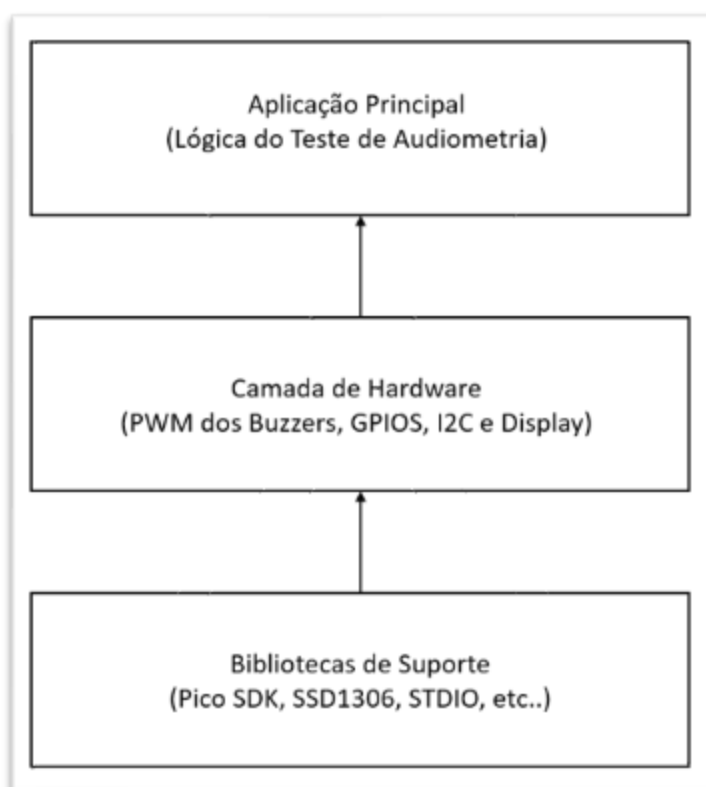 Aplicação Principal
(Lógica do Teste de Audiometria)
Camada de Hardware
(PWM dos Buzzers, GPIOS, I2C e Display)
Bibliotecas de Suporte
(Pico SDK, SSD1306, STDIO, etc..)